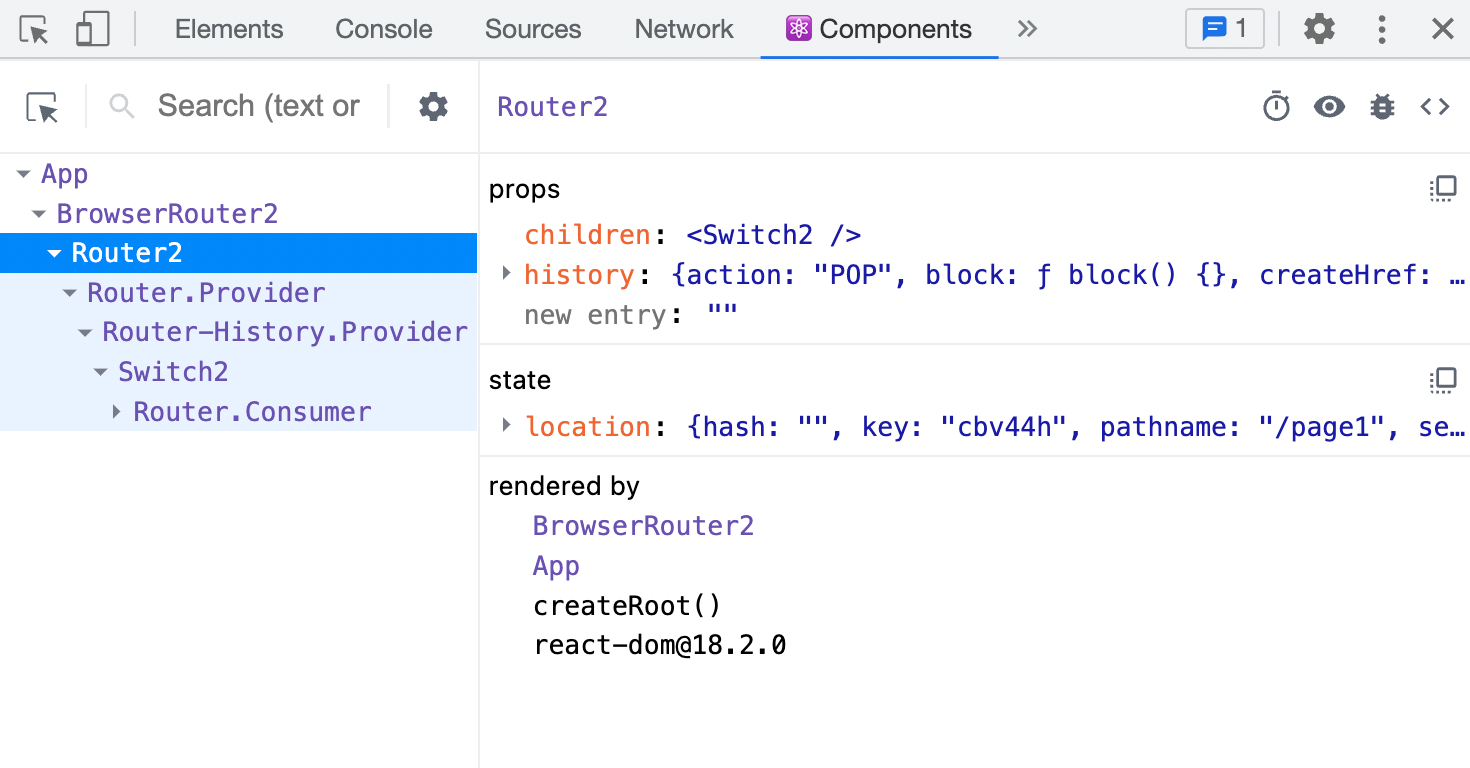 Elements Console Sources Network Components 1
Search (text or
Router2
App
BrowserRouter2
Router2
Router.Provider
Router-History.Provider
Switch2
Router.Consumer
props
children: <Switch2 />
history: {action: "POP", block: ƒ block() {}, createHref: …
new entry: ""
state
location: {hash: "", key: "cbv44h", pathname: "/page1", se…
rendered by
BrowserRouter2
App
createRoot()
react-dom@18.2.0